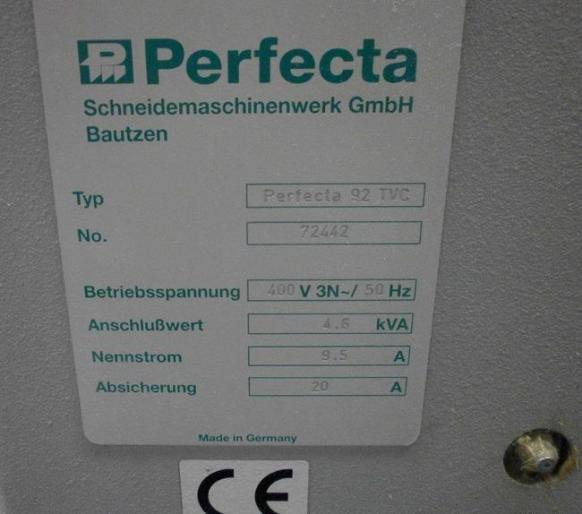 Perfecta
Schneidemaschinenwerk GmbH
Bautzen
Typ Perfecta 92 TVC
No. 72442
Betriebsspannung 400 V 3N~/ 50 Hz
Anschlußwert 4.6 kVA
Nennstrom 9.5 A
Absicherung 20 A
Made in Germany
CE